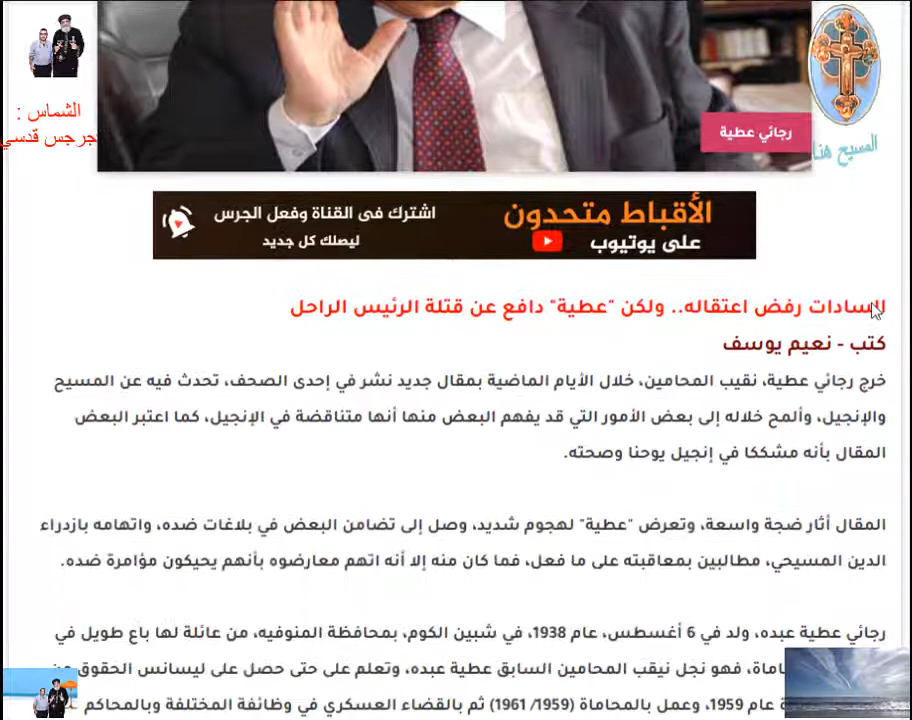 الشماس :
جرجس قدسي
المسيح هنا
رجائي عطية
الأقباط متحدون
على يوتيوب
اشترك فى القناة وفعل الجرس
ليصلك كل جديد
السادات رفض اعتقاله.. ولكن "عطية" دافع عن قتلة الرئيس الراحل
كتب - نعيم يوسف
خرج رجائي عطية، نقيب المحامين، خلال الأيام الماضية بمقال جديد نشر في إحدى الصحف، تحدث فيه عن المسيح
والإنجيل، وألمح خلاله إلى بعض الأمور التي قد يفهم البعض منها أنها متناقضة في الإنجيل، كما اعتبر البعض
المقال بأنه مشككا في إنجيل يوحنا وصحته.
المقال أثار ضجة واسعة، وتعرض "عطية" لهجوم شديد، وصل إلى تضامن البعض في بلاغات ضده، واتهامه بازدراء
الدين المسيحي، مطالبين بمعاقبته على ما فعل، فما كان منه إلا أنه اتهم معارضوه بأنهم يحيكون مؤامرة ضده.
رجائي عطية عبده، ولد في 6 أغسطس، عام 1938، في شبين الكوم، بمحافظة المنوفيه، من عائلة لها باع طويل في
فهو نجل نيقب المحامين السابق عطية عبده، وتعلم على حتى حصل على ليسانس الحقوق
عام 1959، وعمل بالمحاماة (1959/ 1961) ثم بالقضاء العسكري في وظائفة المختلفة وبالمحاكم